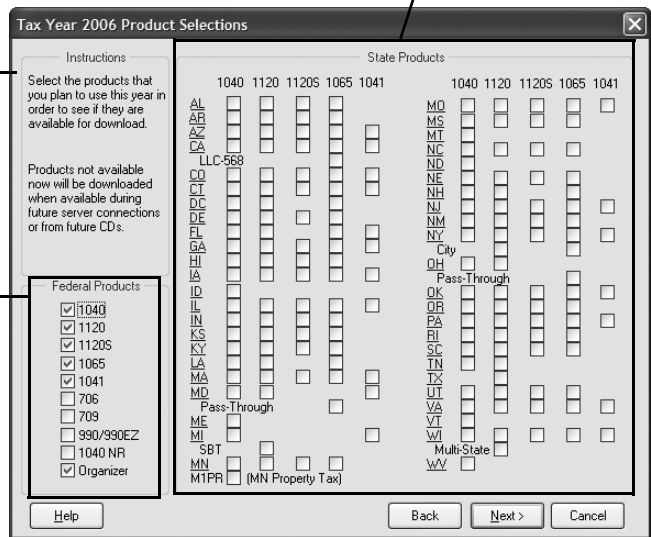 Tax Year 2006 Product Selections
Instructions
Select the products that
you plan to use this year in
order to see if they are
available for download.
Products not available
now will be downloaded
when available during
future server connections
or from future CDs.
Federal Products
1040
1120
1120S
1065
1041
706
709
990/990EZ
1040 NR
Organizer
State Products
1040 1120 1120S 1065 1041
AL
AR
AZ
CA
LLC-568
CO
CT
DC
DE
FL
GA
HI
IA
ID
IL
IN
KS
KY
LA
MA
MD
Pass-Through
ME
MI
SBT
MN
M1PR (MN Property Tax)
1040 1120 1120S 1065 1041
MO
MS
MT
NC
ND
NE
NH
NJ
NM
NY
City
OH
Pass-Through
OK
OR
PA
RI
SC
TN
TX
UT
VA
VT
WI
Multi-State
WV
Help
Back
Next >
Cancel